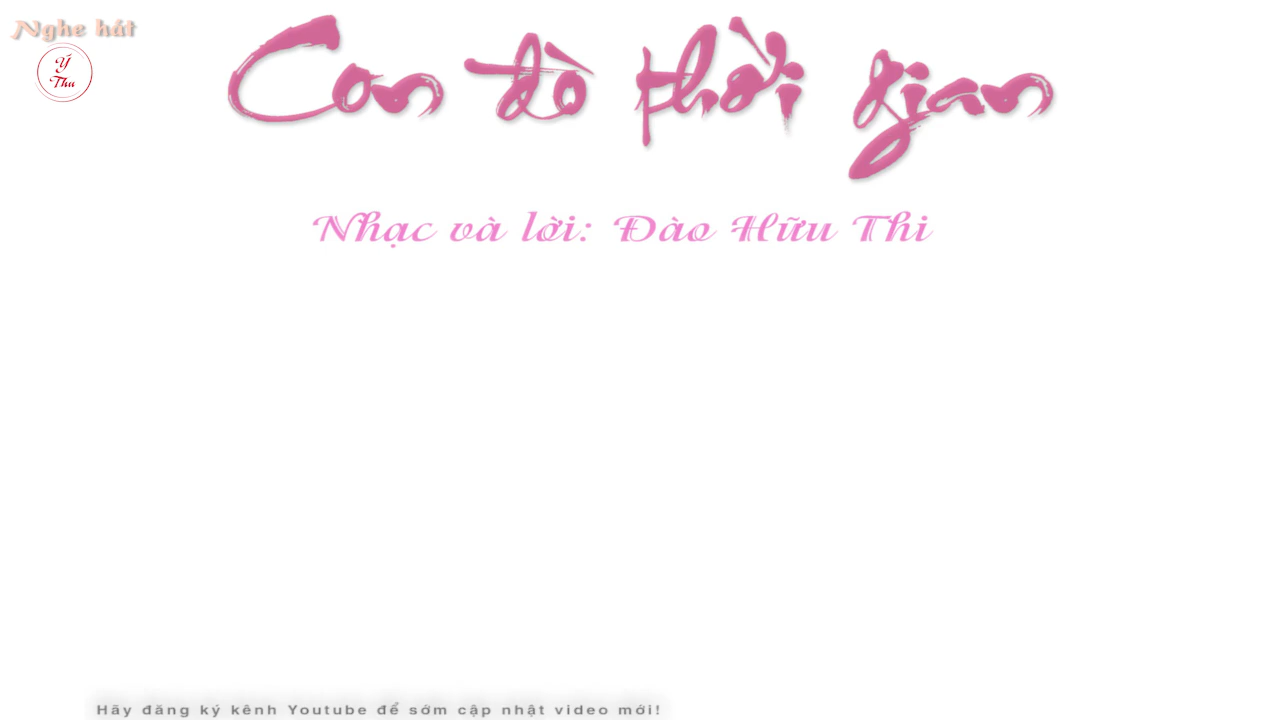 Nghe hát
Ý
Thu
Con đò thời gian
Nhạc và lời: Đào Hữu Thi
Hãy đăng ký kênh Youtube để sớm cập nhật video mới!